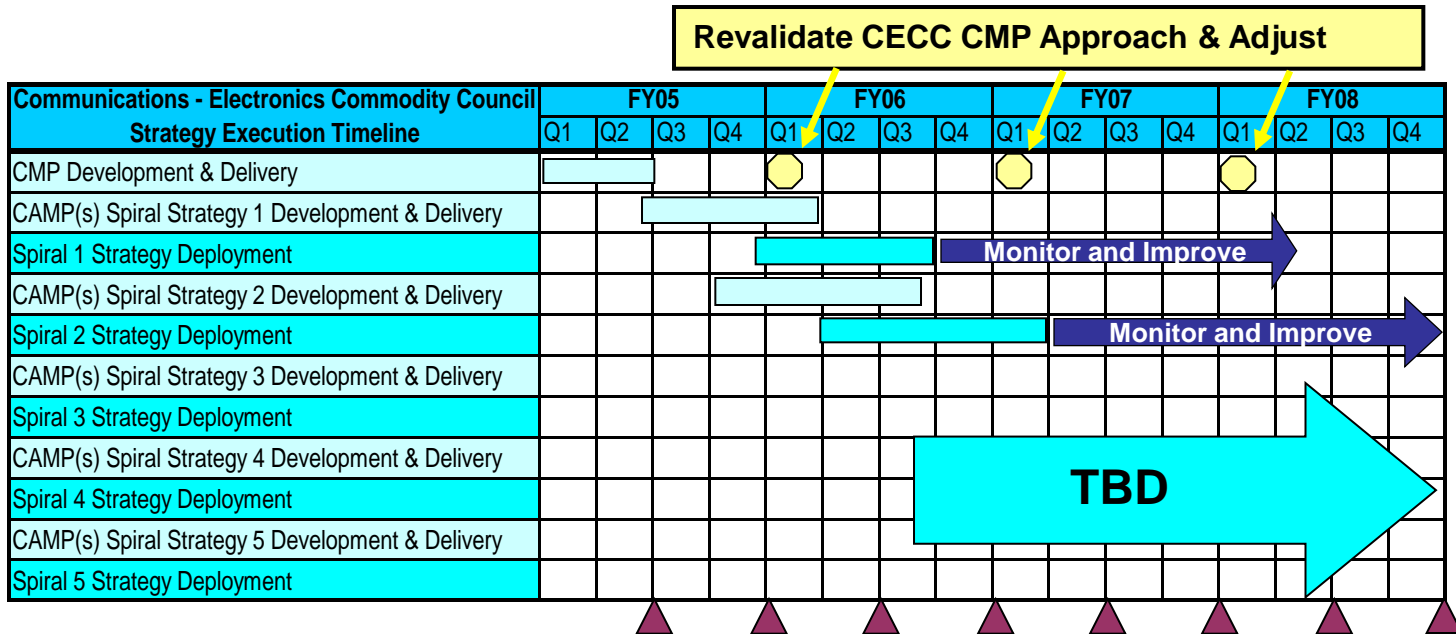 Revalidate CECC CMP Approach & Adjust
Communications - Electronics Commodity Council
Strategy Execution Timeline
FY05 FY06 FY07 FY08
Q1 Q2 Q3 Q4 Q1 Q2 Q3 Q4 Q1 Q2 Q3 Q4 Q1 Q2 Q3 Q4
CMP Development & Delivery
CAMP(s) Spiral Strategy 1 Development & Delivery
Spiral 1 Strategy Deployment Monitor and Improve
CAMP(s) Spiral Strategy 2 Development & Delivery
Spiral 2 Strategy Deployment Monitor and Improve
CAMP(s) Spiral Strategy 3 Development & Delivery
Spiral 3 Strategy Deployment
CAMP(s) Spiral Strategy 4 Development & Delivery
TBD
Spiral 4 Strategy Deployment
CAMP(s) Spiral Strategy 5 Development & Delivery
Spiral 5 Strategy Deployment